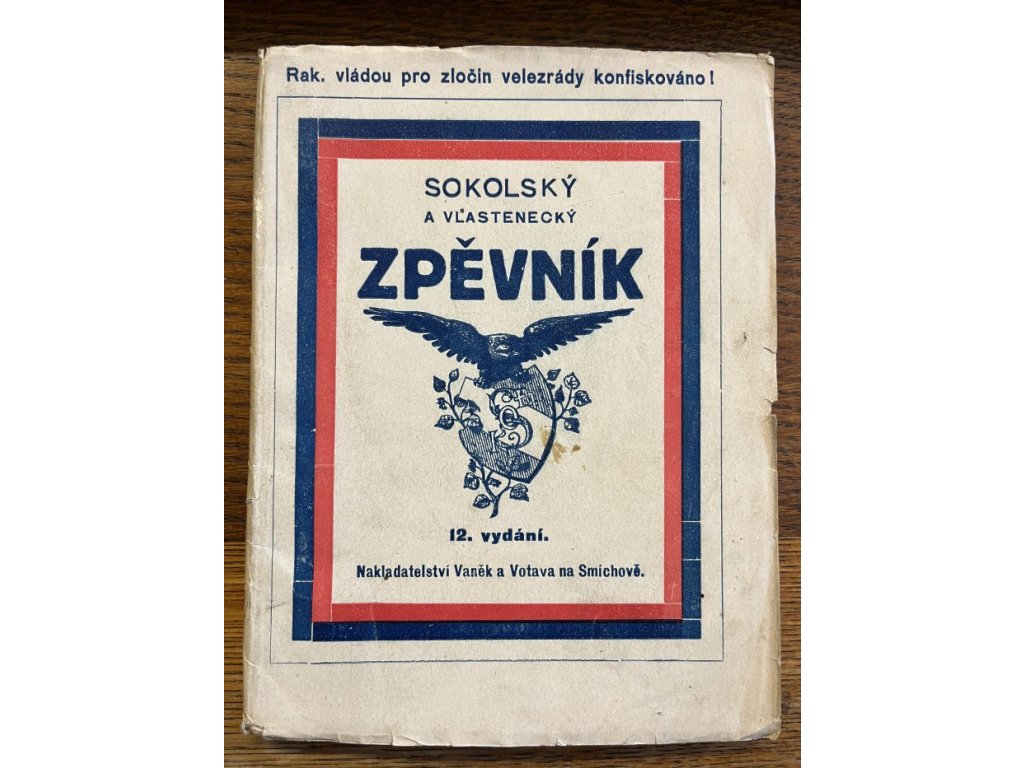 Rak. vládou pro zločin velezrády konfiskováno!
SOKOLSKÝ
A VLASTENECKÝ
ZPĚVNÍK
12. vydání.
Nakladatelství Vaněk a Votava na Smíchově.